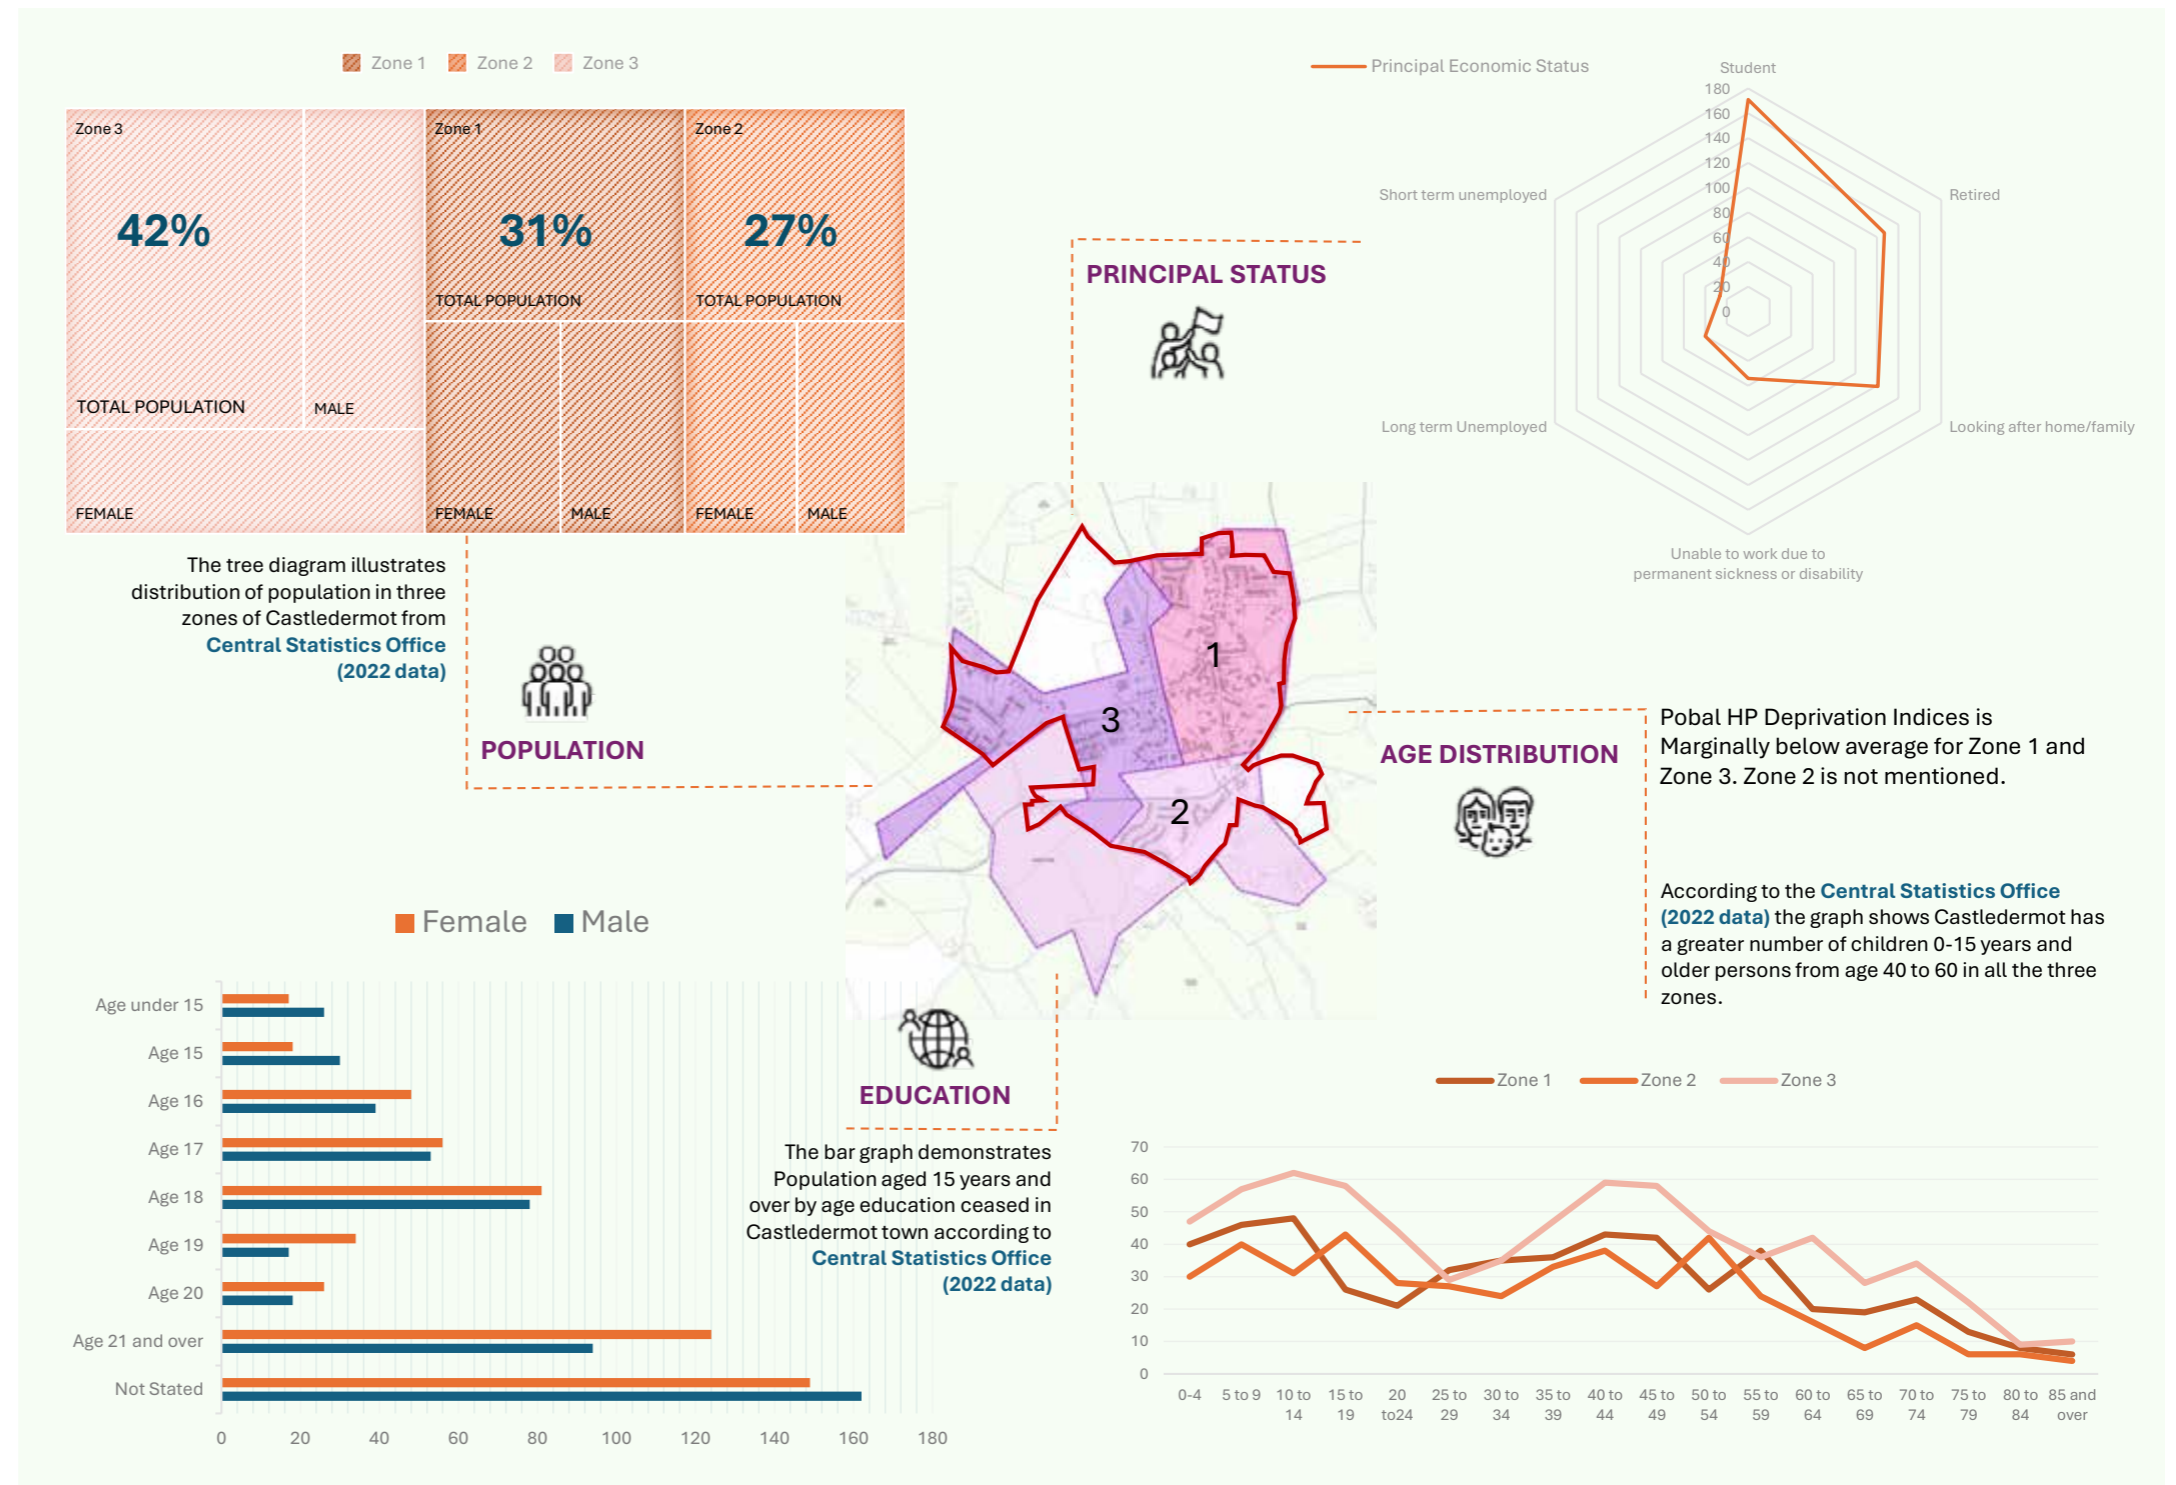 Zone 1 Zone 2 Zone 3
Zone 3
42%
TOTAL POPULATION
MALE
FEMALE
Zone 1
31%
TOTAL POPULATION
FEMALE
MALE
Zone 2
27%
TOTAL POPULATION
FEMALE
MALE
The tree diagram illustrates
distribution of population in three
zones of Castledermot from
Central Statistics Office
(2022 data)
POPULATION
PRINCIPAL STATUS
Principal Economic Status
Student
180
160
140
120
100
80
60
40
20
0
Short term unemployed
Retired
Long term Unemployed
Looking after home/family
Unable to work due to
permanent sickness or disability
1
3
2
AGE DISTRIBUTION
Pobal HP Deprivation Indices is
Marginally below average for Zone 1 and
Zone 3. Zone 2 is not mentioned.
According to the Central Statistics Office
(2022 data) the graph shows Castledermot has
a greater number of children 0-15 years and
older persons from age 40 to 60 in all the three
zones.
Female Male
Age under 15
Age 15
Age 16
Age 17
Age 18
Age 19
Age 20
Age 21 and over
Not Stated
0 20 40 60 80 100 120 140 160 180
EDUCATION
The bar graph demonstrates
Population aged 15 years and
over by age education ceased in
Castledermot town according to
Central Statistics Office
(2022 data)
Zone 1 Zone 2 Zone 3
70
60
50
40
30
20
10
0
0-4 5 to 9 10 to 15 to 20 25 to 30 to 35 to 40 to 45 to 50 to 55 to 60 to 65 to 70 to 75 to 80 to 85 and
14 19 to24 29 34 39 44 49 54 59 64 69 74 79 84 over